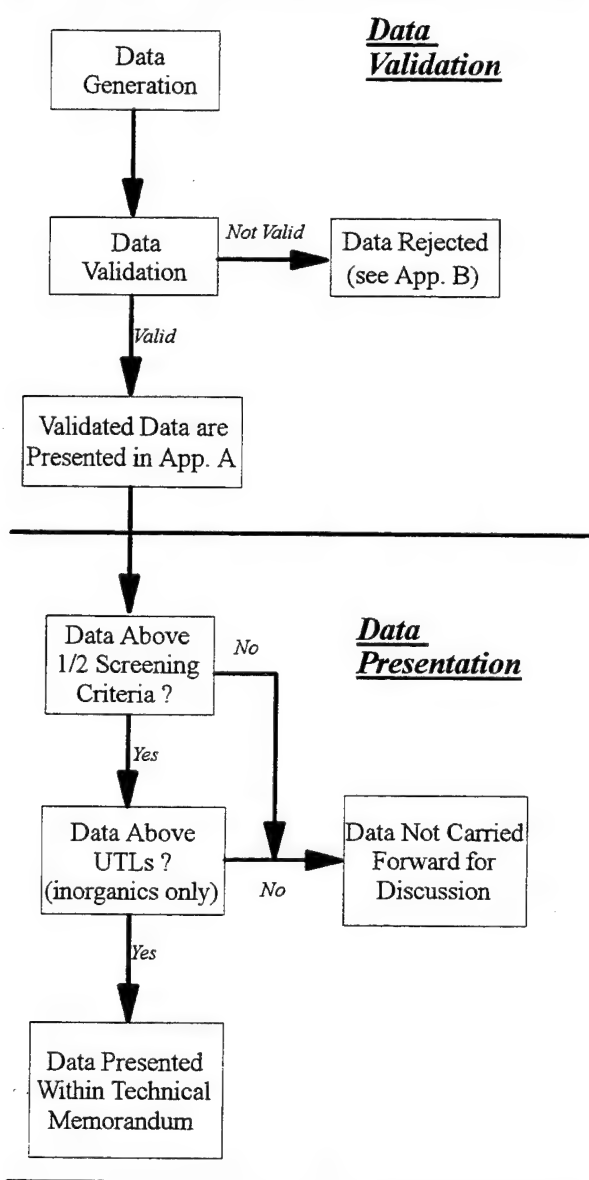 Data
Validation
Data
Generation
Data
Validation
Not Valid
Data Rejected
(see App. B)
Valid
Validated Data are
Presented in App. A
Data
Presentation
Data Above
1/2 Screening
Criteria ?
No
Yes
Data Above
UTLs ?
(inorganics only)
No
Data Not Carried
Forward for
Discussion
Yes
Data Presented
Within Technical
Memorandum